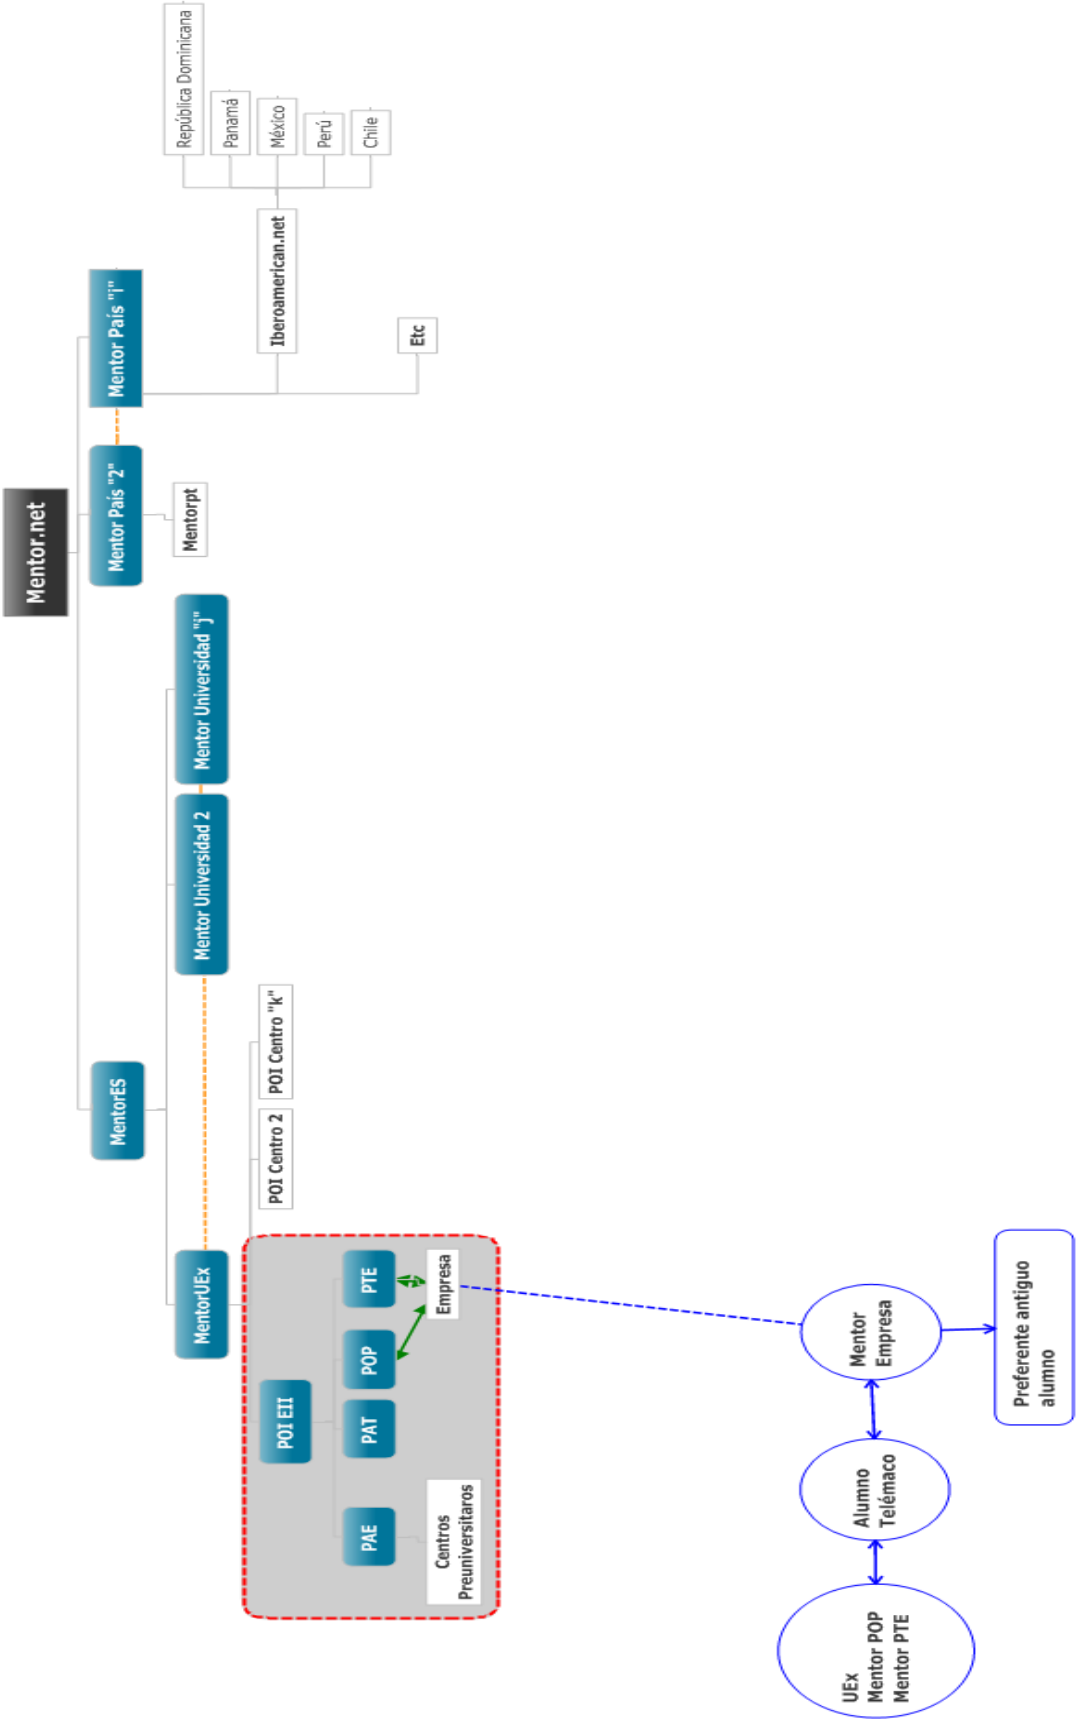 Mentor.net
MentorES
Mentor País "2"
Mentor País "i"
MentorUEx
Mentor Universidad 2
Mentor Universidad "j"
Mentorpt
Iberoamerican.net
Etc
República Dominicana
Panamá
México
Perú
Chile
POI EII
POI Centro 2
POI Centro "k"
PAE
PAT
POP
PTE
Centros
Preuniversitaros
Empresa
UEx
Mentor POP
Mentor PTE
Alumno
Telémaco
Mentor
Empresa
Preferente antiguo
alumno